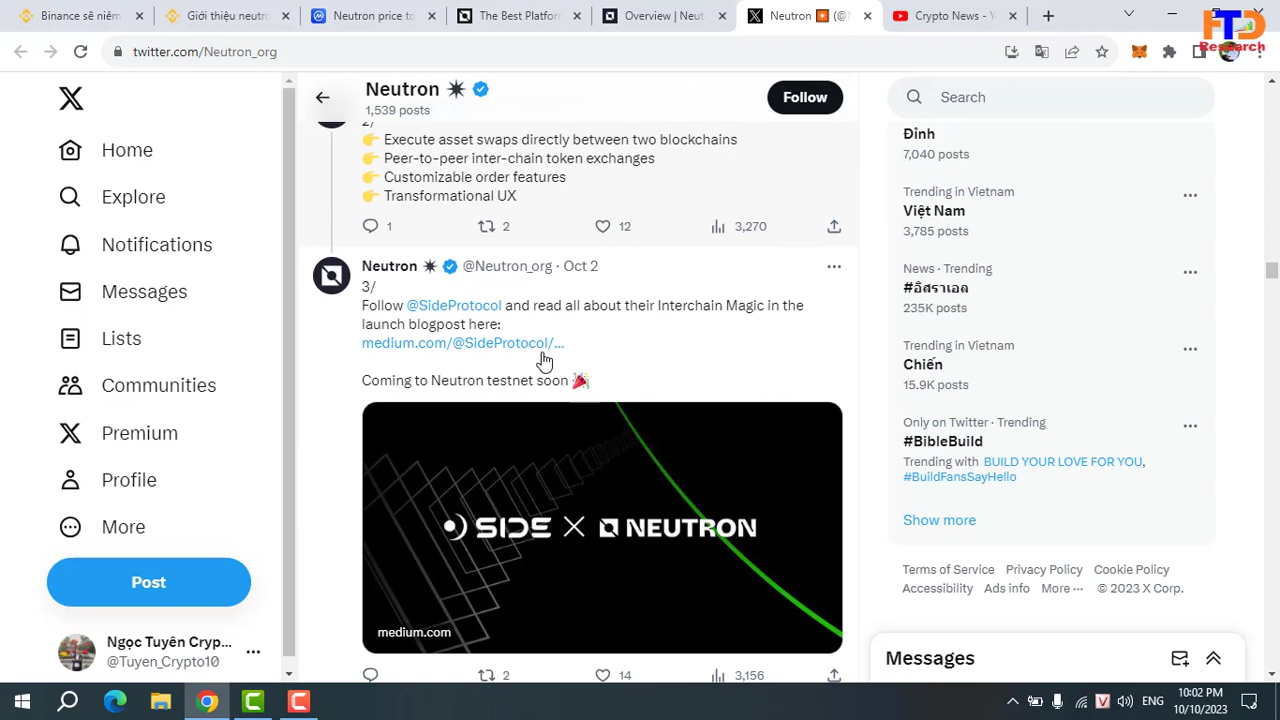 Binance sẽ niêm
Giới thiệu neutro
Neutron price to
The Best Platform
Overview | Neut
Neutron
Crypto News - Y
FTD
Research
twitter.com/Neutron_org
Neutron
1,539 posts
Follow
Search
Home
Explore
Notifications
Messages
Lists
Communities
Premium
Profile
More
Post
Ngọc Tuyên Cryp...
@Tuyen_Crypto10
2/
👉 Execute asset swaps directly between two blockchains
👉 Peer-to-peer inter-chain token exchanges
👉 Customizable order features
👉 Transformational UX
1 2 12 3,270
Neutron @Neutron_org · Oct 2
3/
Follow @SideProtocol and read all about their Interchain Magic in the
launch blogpost here:
medium.com/@SideProtocol/...
Coming to Neutron testnet soon 🎉
SIDE X NEUTRON
medium.com
2 14 3,156
Đỉnh
7,040 posts
Trending in Vietnam
Việt Nam
3,785 posts
News · Trending
#อิสราเอล
235K posts
Trending in Vietnam
Chiến
15.9K posts
Only on Twitter · Trending
#BibleBuild
Trending with BUILD YOUR LOVE FOR YOU,
#BuildFansSayHello
Show more
Terms of Service Privacy Policy Cookie Policy
Accessibility Ads info More ··· © 2023 X Corp.
Messages
ENG
10:02 PM
10/10/2023